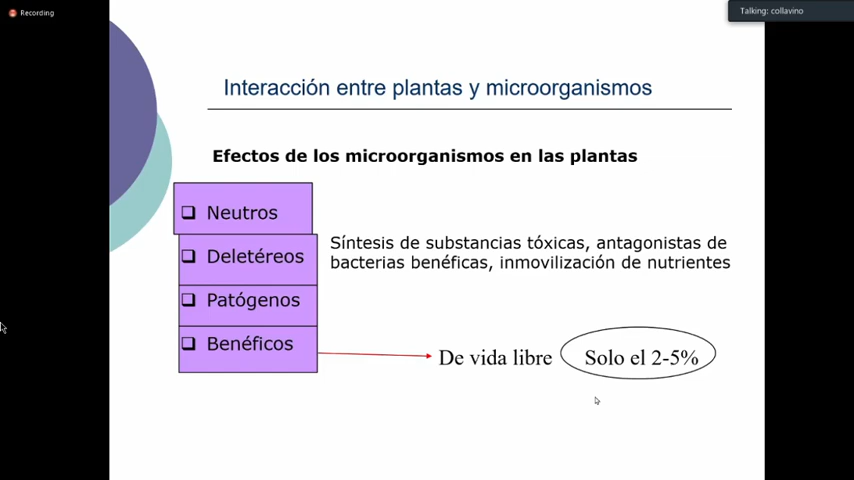 Recording
Talking: collavino
Interacción entre plantas y microorganismos
Efectos de los microorganismos en las plantas
Neutros
Deletéreos
Síntesis de substancias tóxicas, antagonistas de
bacterias benéficas, inmovilización de nutrientes
Patógenos
Benéficos
De vida libre Solo el 2-5%